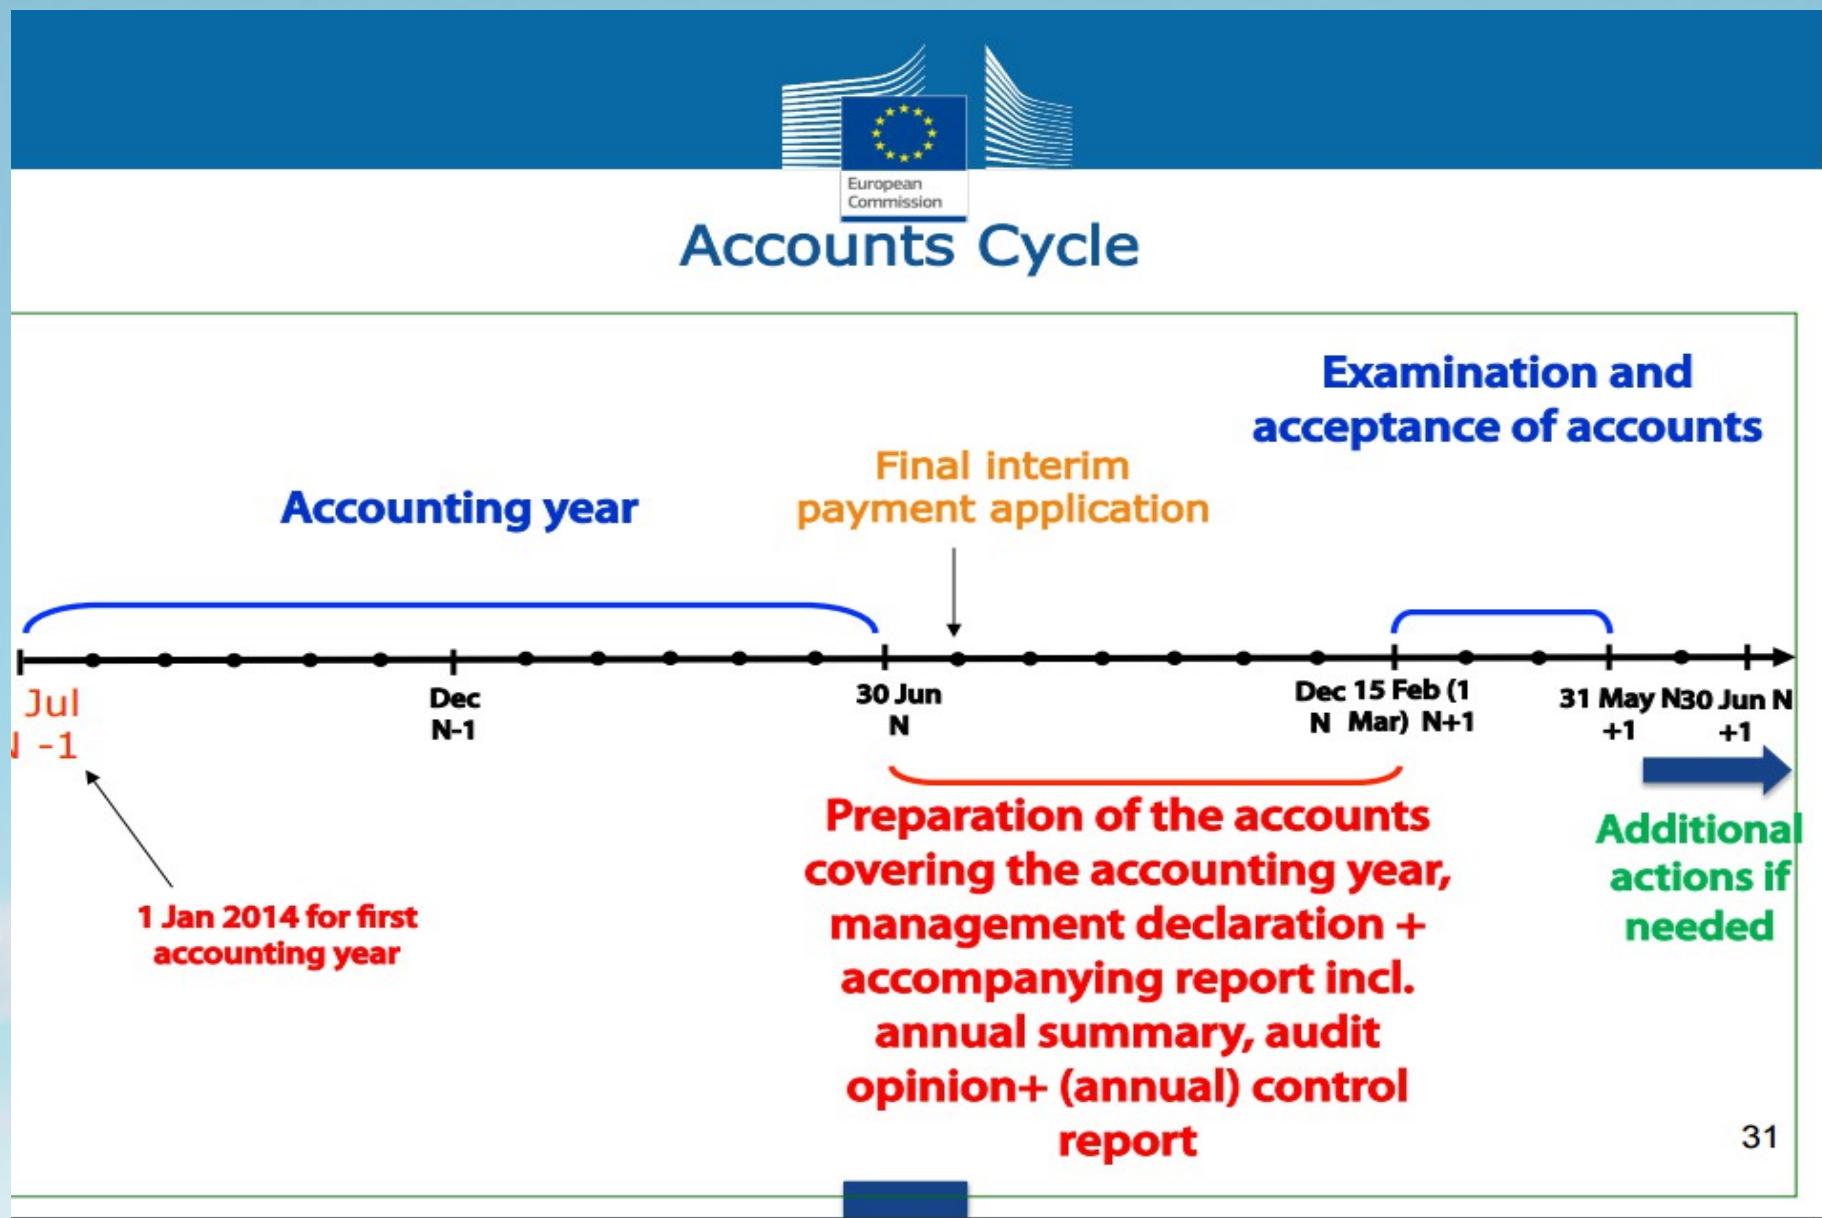 European
Commission
Accounts Cycle
Examination and
acceptance of accounts
Final interim
payment application
Accounting year
Jul
-1
Dec
N-1
30 Jun
N
Dec
N
15 Feb (1
Mar) N+1
31 May N
+1
30 Jun N
+1
1 Jan 2014 for first
accounting year
Preparation of the accounts
covering the accounting year,
management declaration +
accompanying report incl.
annual summary, audit
opinion+ (annual) control
report
Additional
actions if
needed
31